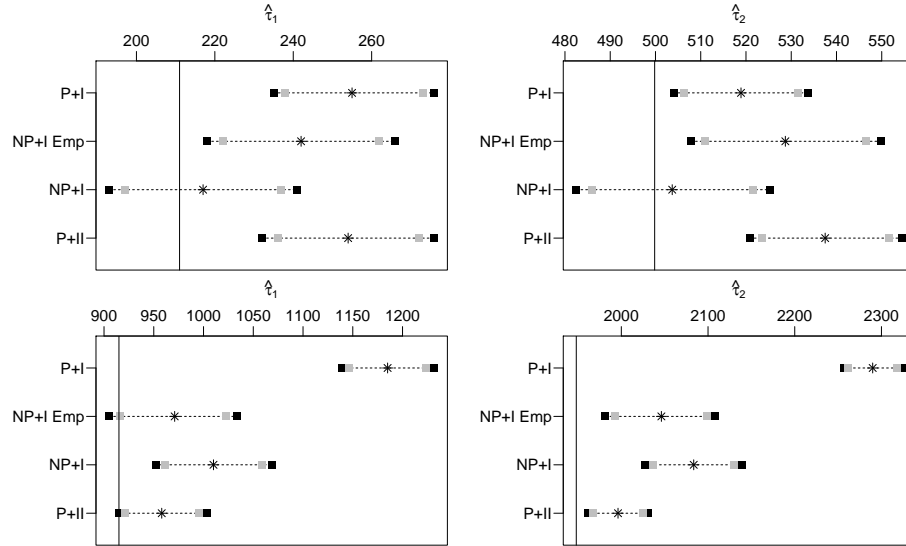 τ̂₁
200 220 240 260
P+I
NP+I Emp
NP+I
P+II
τ̂₂
480 490 500 510 520 530 540 550
P+I
NP+I Emp
NP+I
P+II
τ̂₁
900 950 1000 1050 1100 1150 1200
P+I
NP+I Emp
NP+I
P+II
τ̂₂
2000 2100 2200 2300
P+I
NP+I Emp
NP+I
P+II